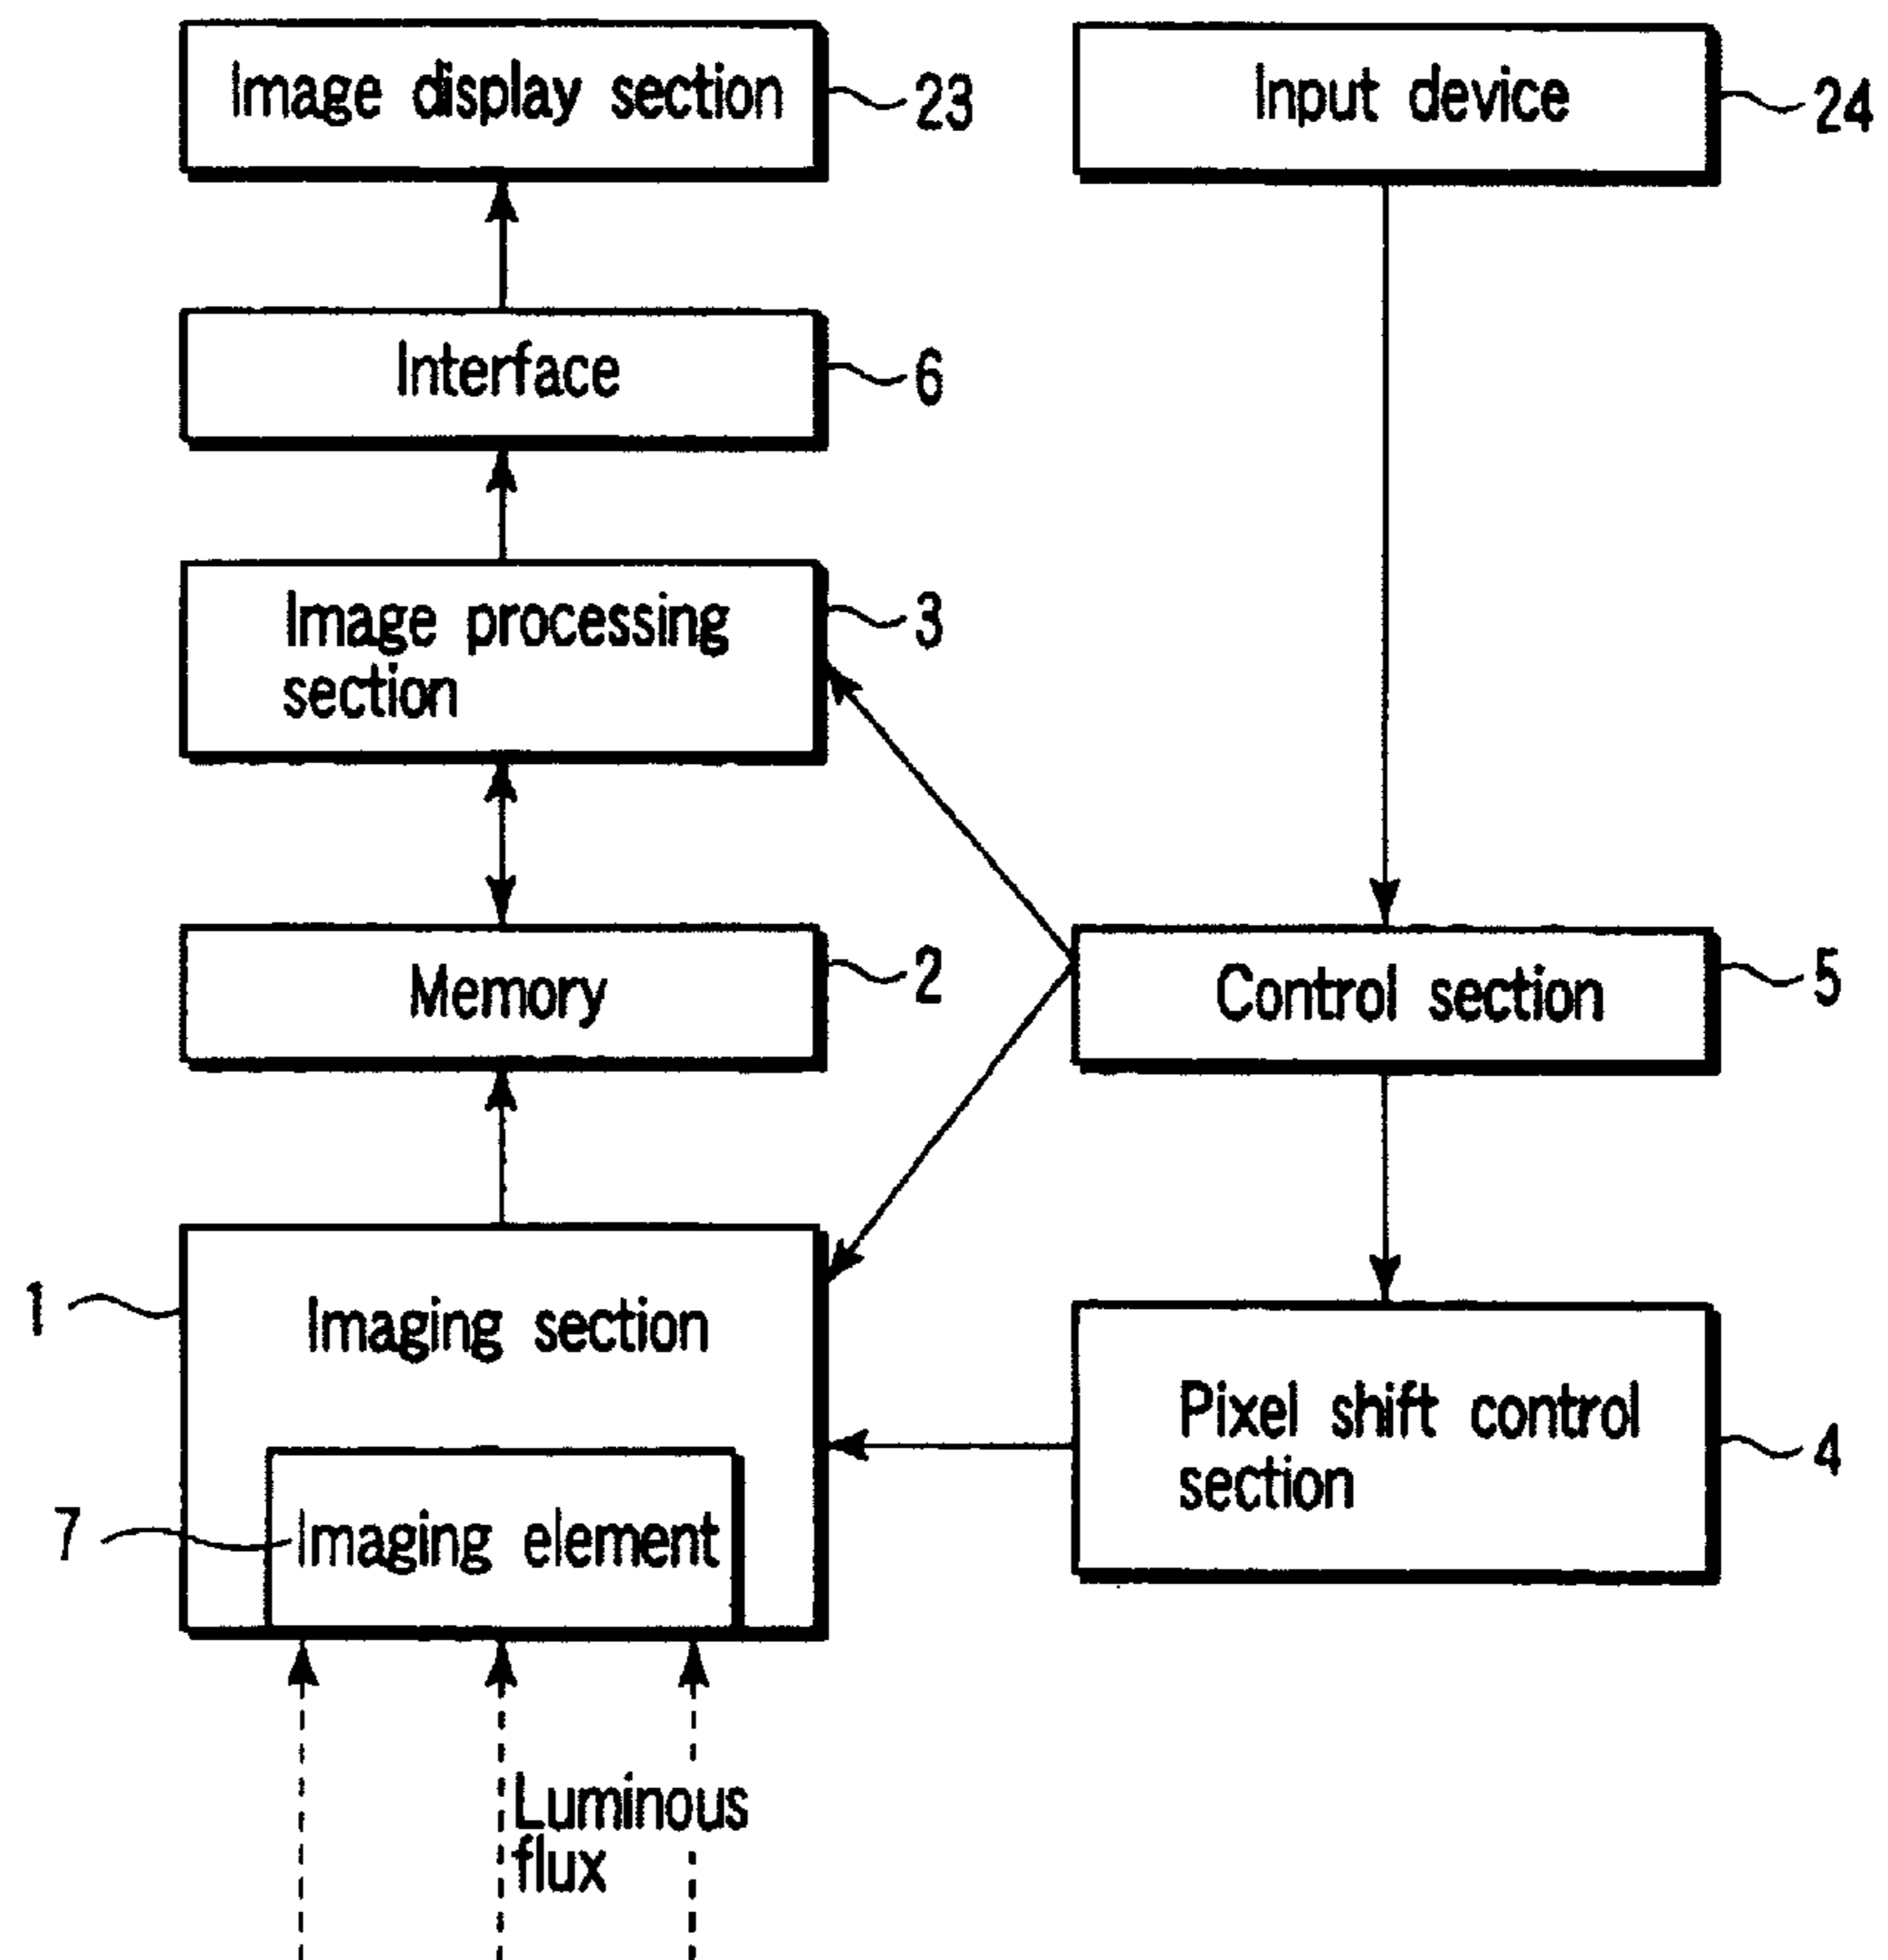 Image display section
23
Input device
24
Interface
6
Image processing
section
3
Memory
2
Control section
5
1
Imaging section
Pixel shift control
section
4
7
Imaging element
Luminous
flux